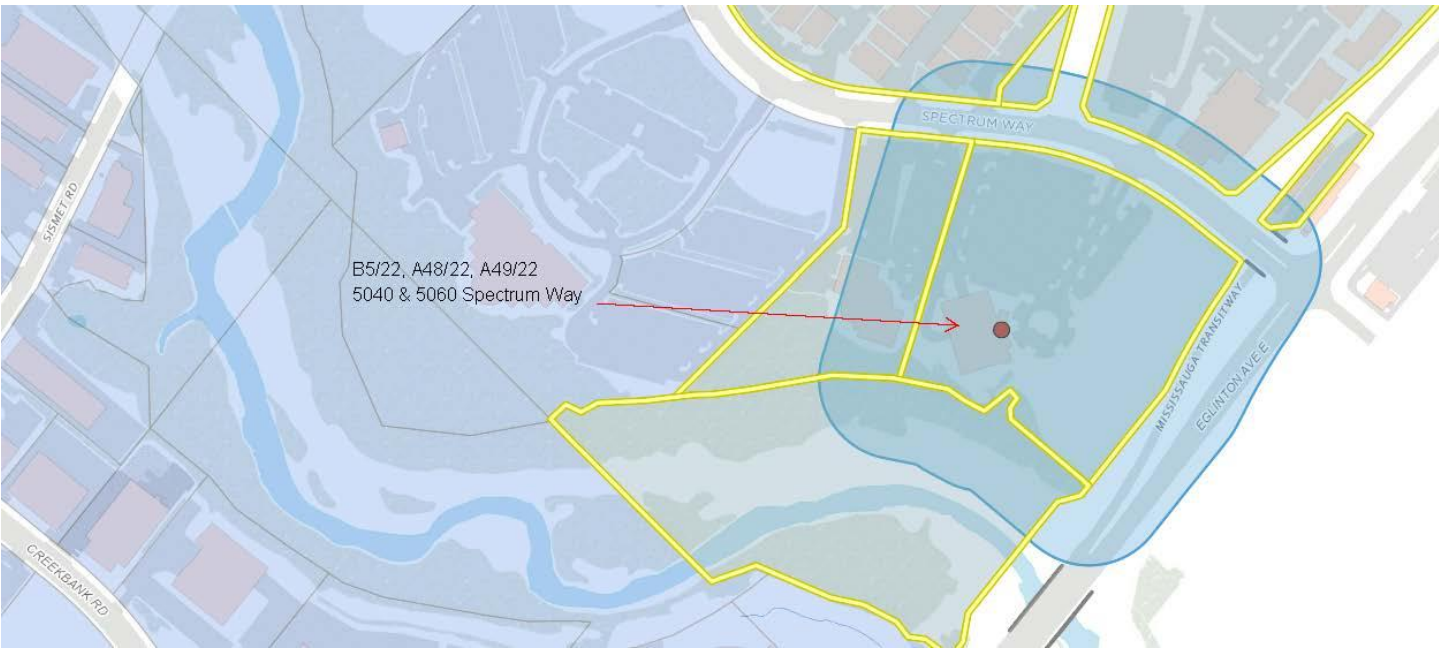 SPECTRUM WAY
SISMET RD
B5/22, A48/22, A49/22
5040 & 5060 Spectrum Way
MISSISSAUGA TRANSITWAY
EGLINTON AVE E
CREEKBANK RD